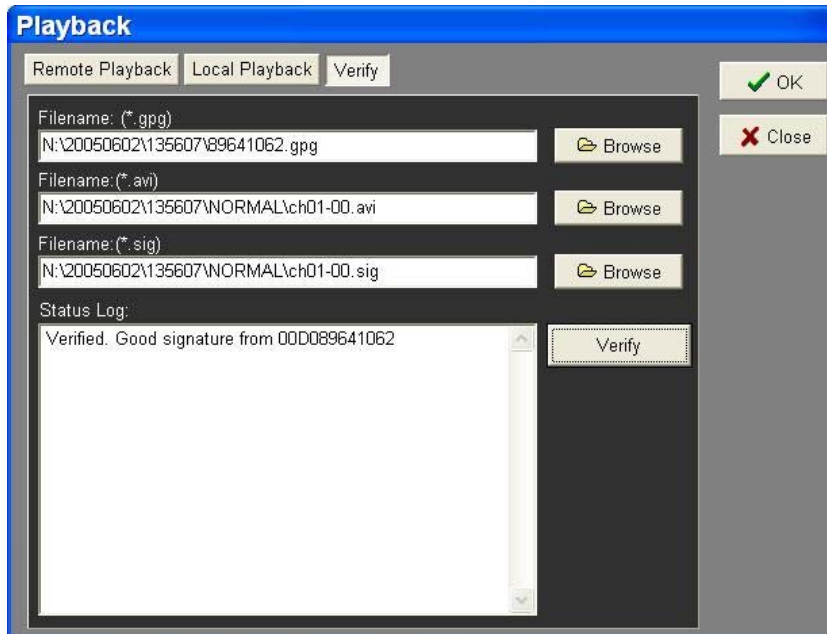 Playback
Remote Playback Local Playback Verify
OK
Close
Filename: (*.gpg)
N:\20050602\135607\89641062.gpg
Browse
Filename:(*.avi)
N:\20050602\135607\NORMAL\ch01-00.avi
Browse
Filename:(*.sig)
N:\20050602\135607\NORMAL\ch01-00.sig
Browse
Status Log:
Verified. Good signature from 00D089641062
Verify